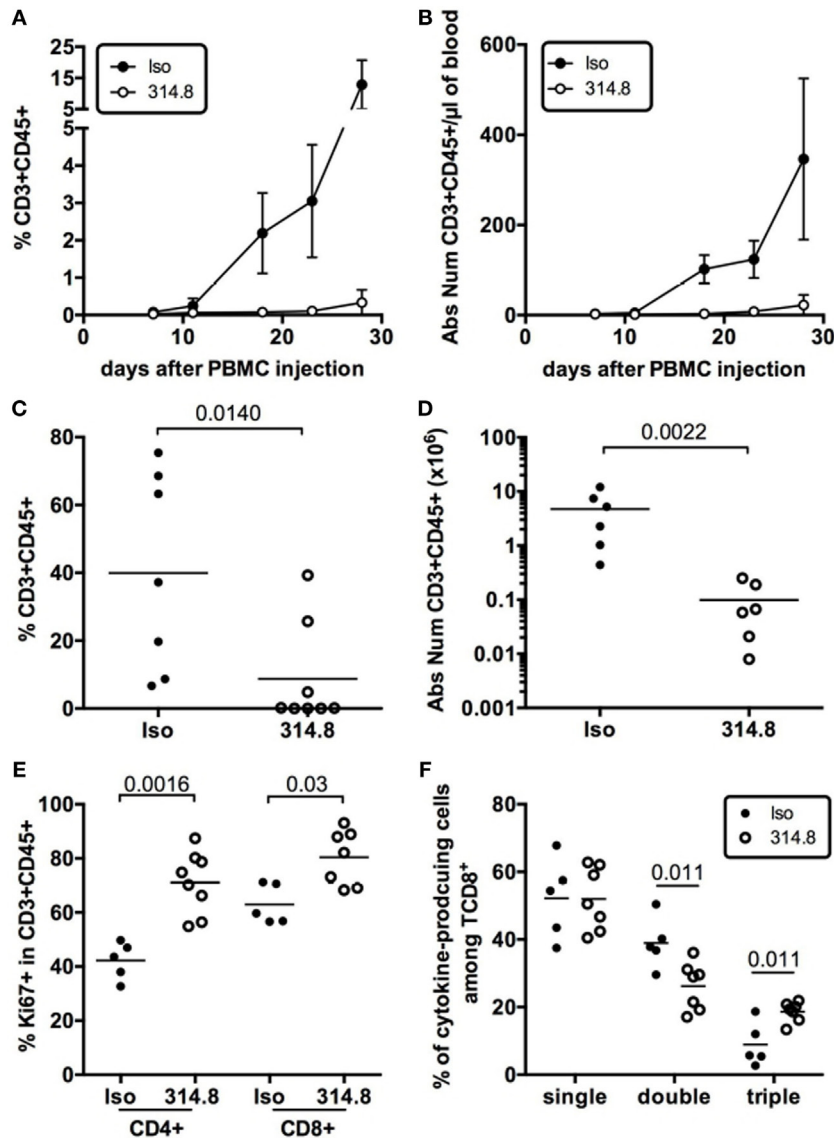 A
Iso
314.8
25
15
5
5
4
3
2
1
0
% CD3+CD45+
0 10 20 30
days after PBMC injection
B
Iso
314.8
600
400
200
0
Abs Num CD3+CD45+/µl of blood
0 10 20 30
days after PBMC injection
C
0.0140
80
60
40
20
0
% CD3+CD45+
Iso 314.8
D
0.0022
100
10
1
0.1
0.01
0.001
Abs Num CD3+CD45+ (x10⁶)
Iso 314.8
E
0.0016 0.03
100
80
60
40
20
0
% Ki67+ in CD3+CD45+
Iso 314.8 Iso 314.8
CD4+ CD8+
F
Iso
314.8
80
60
40
20
0
% of cytokine-prodcuing cells
among TCD8⁺
0.011
0.011
single double triple